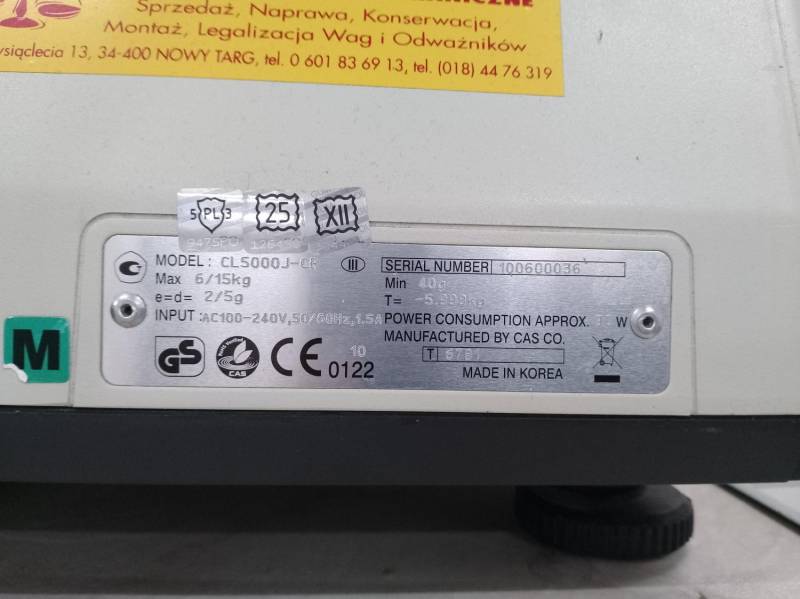 Sprzedaż, Naprawa, Konserwacja,
Montaż, Legalizacja Wag i Odważników
ysiąclecia 13, 34-400 NOWY TARG, tel. 0 601 83 69 13, tel. (018) 44 76 319
5 PL 3 25 XII
MODEL: CL5000J-
III
Max 6/15kg
e=d= 2/5g
INPUT: AC100-240V, 50/60Hz, 1.5A
SERIAL NUMBER 100600036
Min 40g
T= -5.998kg
POWER CONSUMPTION APPROX. W
MANUFACTURED BY CAS CO.
T
MADE IN KOREA
GS CAS CE 10 0122
M